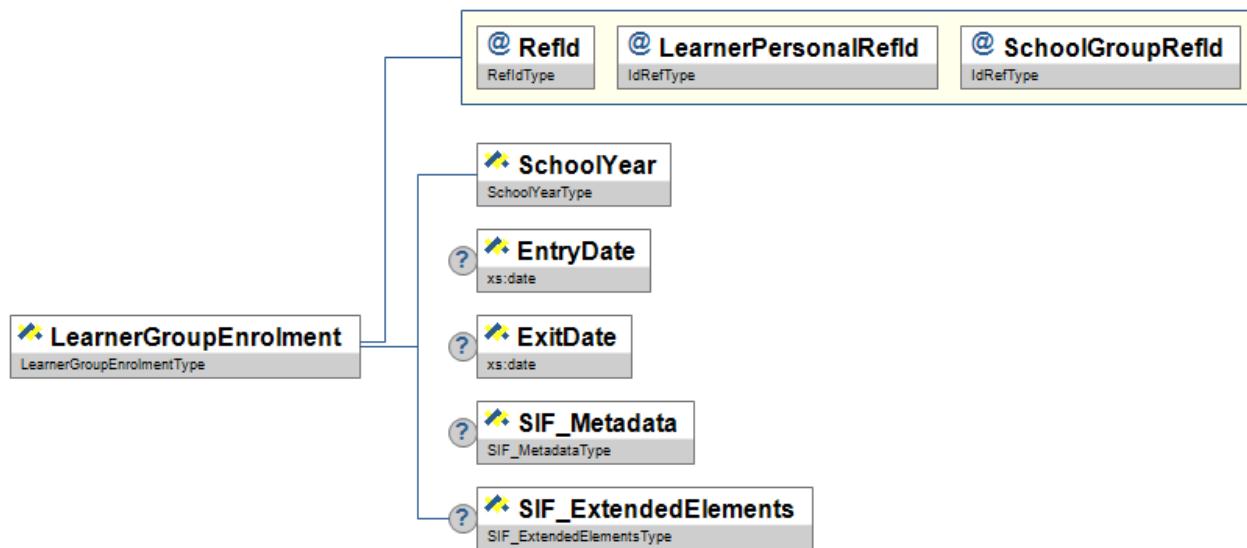 @ RefId
RefIdType
@ LearnerPersonalRefId
IdRefType
@ SchoolGroupRefId
IdRefType
SchoolYear
SchoolYearType
? EntryDate
xs:date
LearnerGroupEnrolment
LearnerGroupEnrolmentType
? ExitDate
xs:date
? SIF_Metadata
SIF_MetadataType
? SIF_ExtendedElements
SIF_ExtendedElementsType